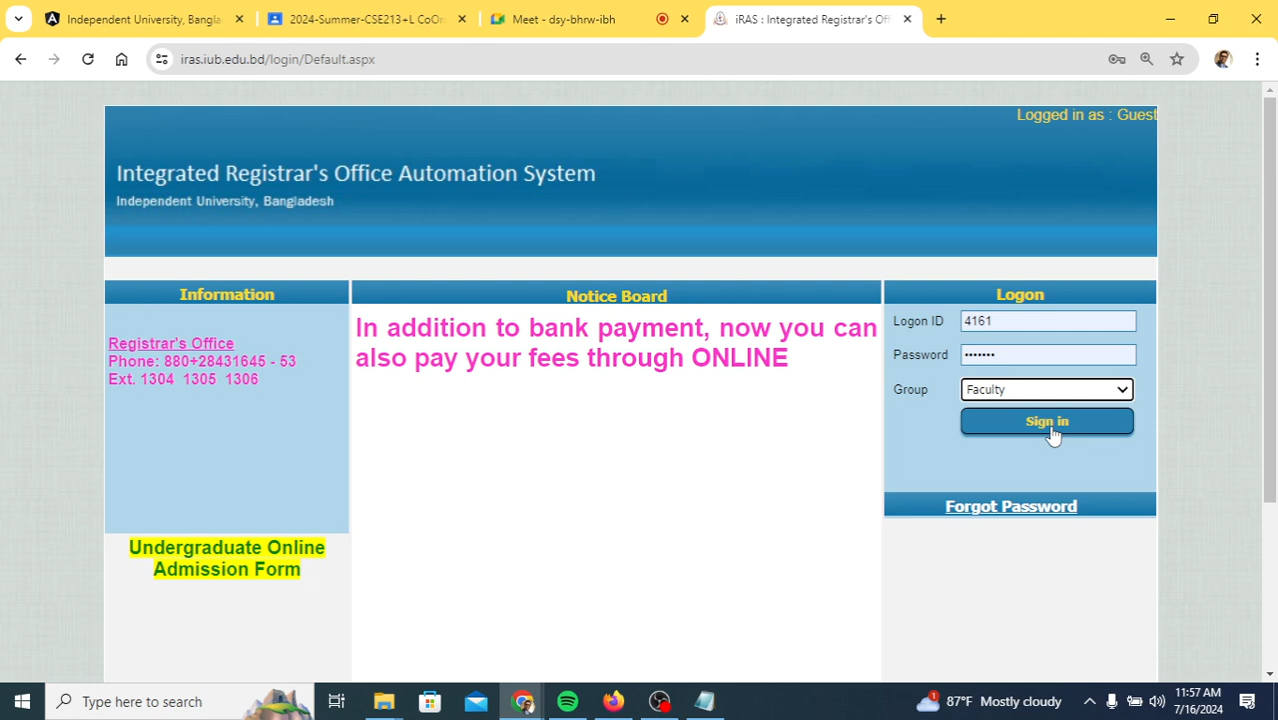 Independent University, Bangla
2024-Summer-CSE213+L CoOn
Meet - dsy-bhrw-ibh
iRAS : Integrated Registrar's Off
iras.iub.edu.bd/login/Default.aspx
Logged in as : Guest
Integrated Registrar's Office Automation System
Independent University, Bangladesh
Information
Notice Board
Logon
Registrar's Office
Phone: 880+28431645 - 53
Ext. 1304 1305 1306
In addition to bank payment, now you can
also pay your fees through ONLINE
Logon ID 4161
Password •••••••
Group Faculty
Sign in
Forgot Password
Undergraduate Online
Admission Form
Type here to search
1
87°F Mostly cloudy
11:57 AM
7/16/2024